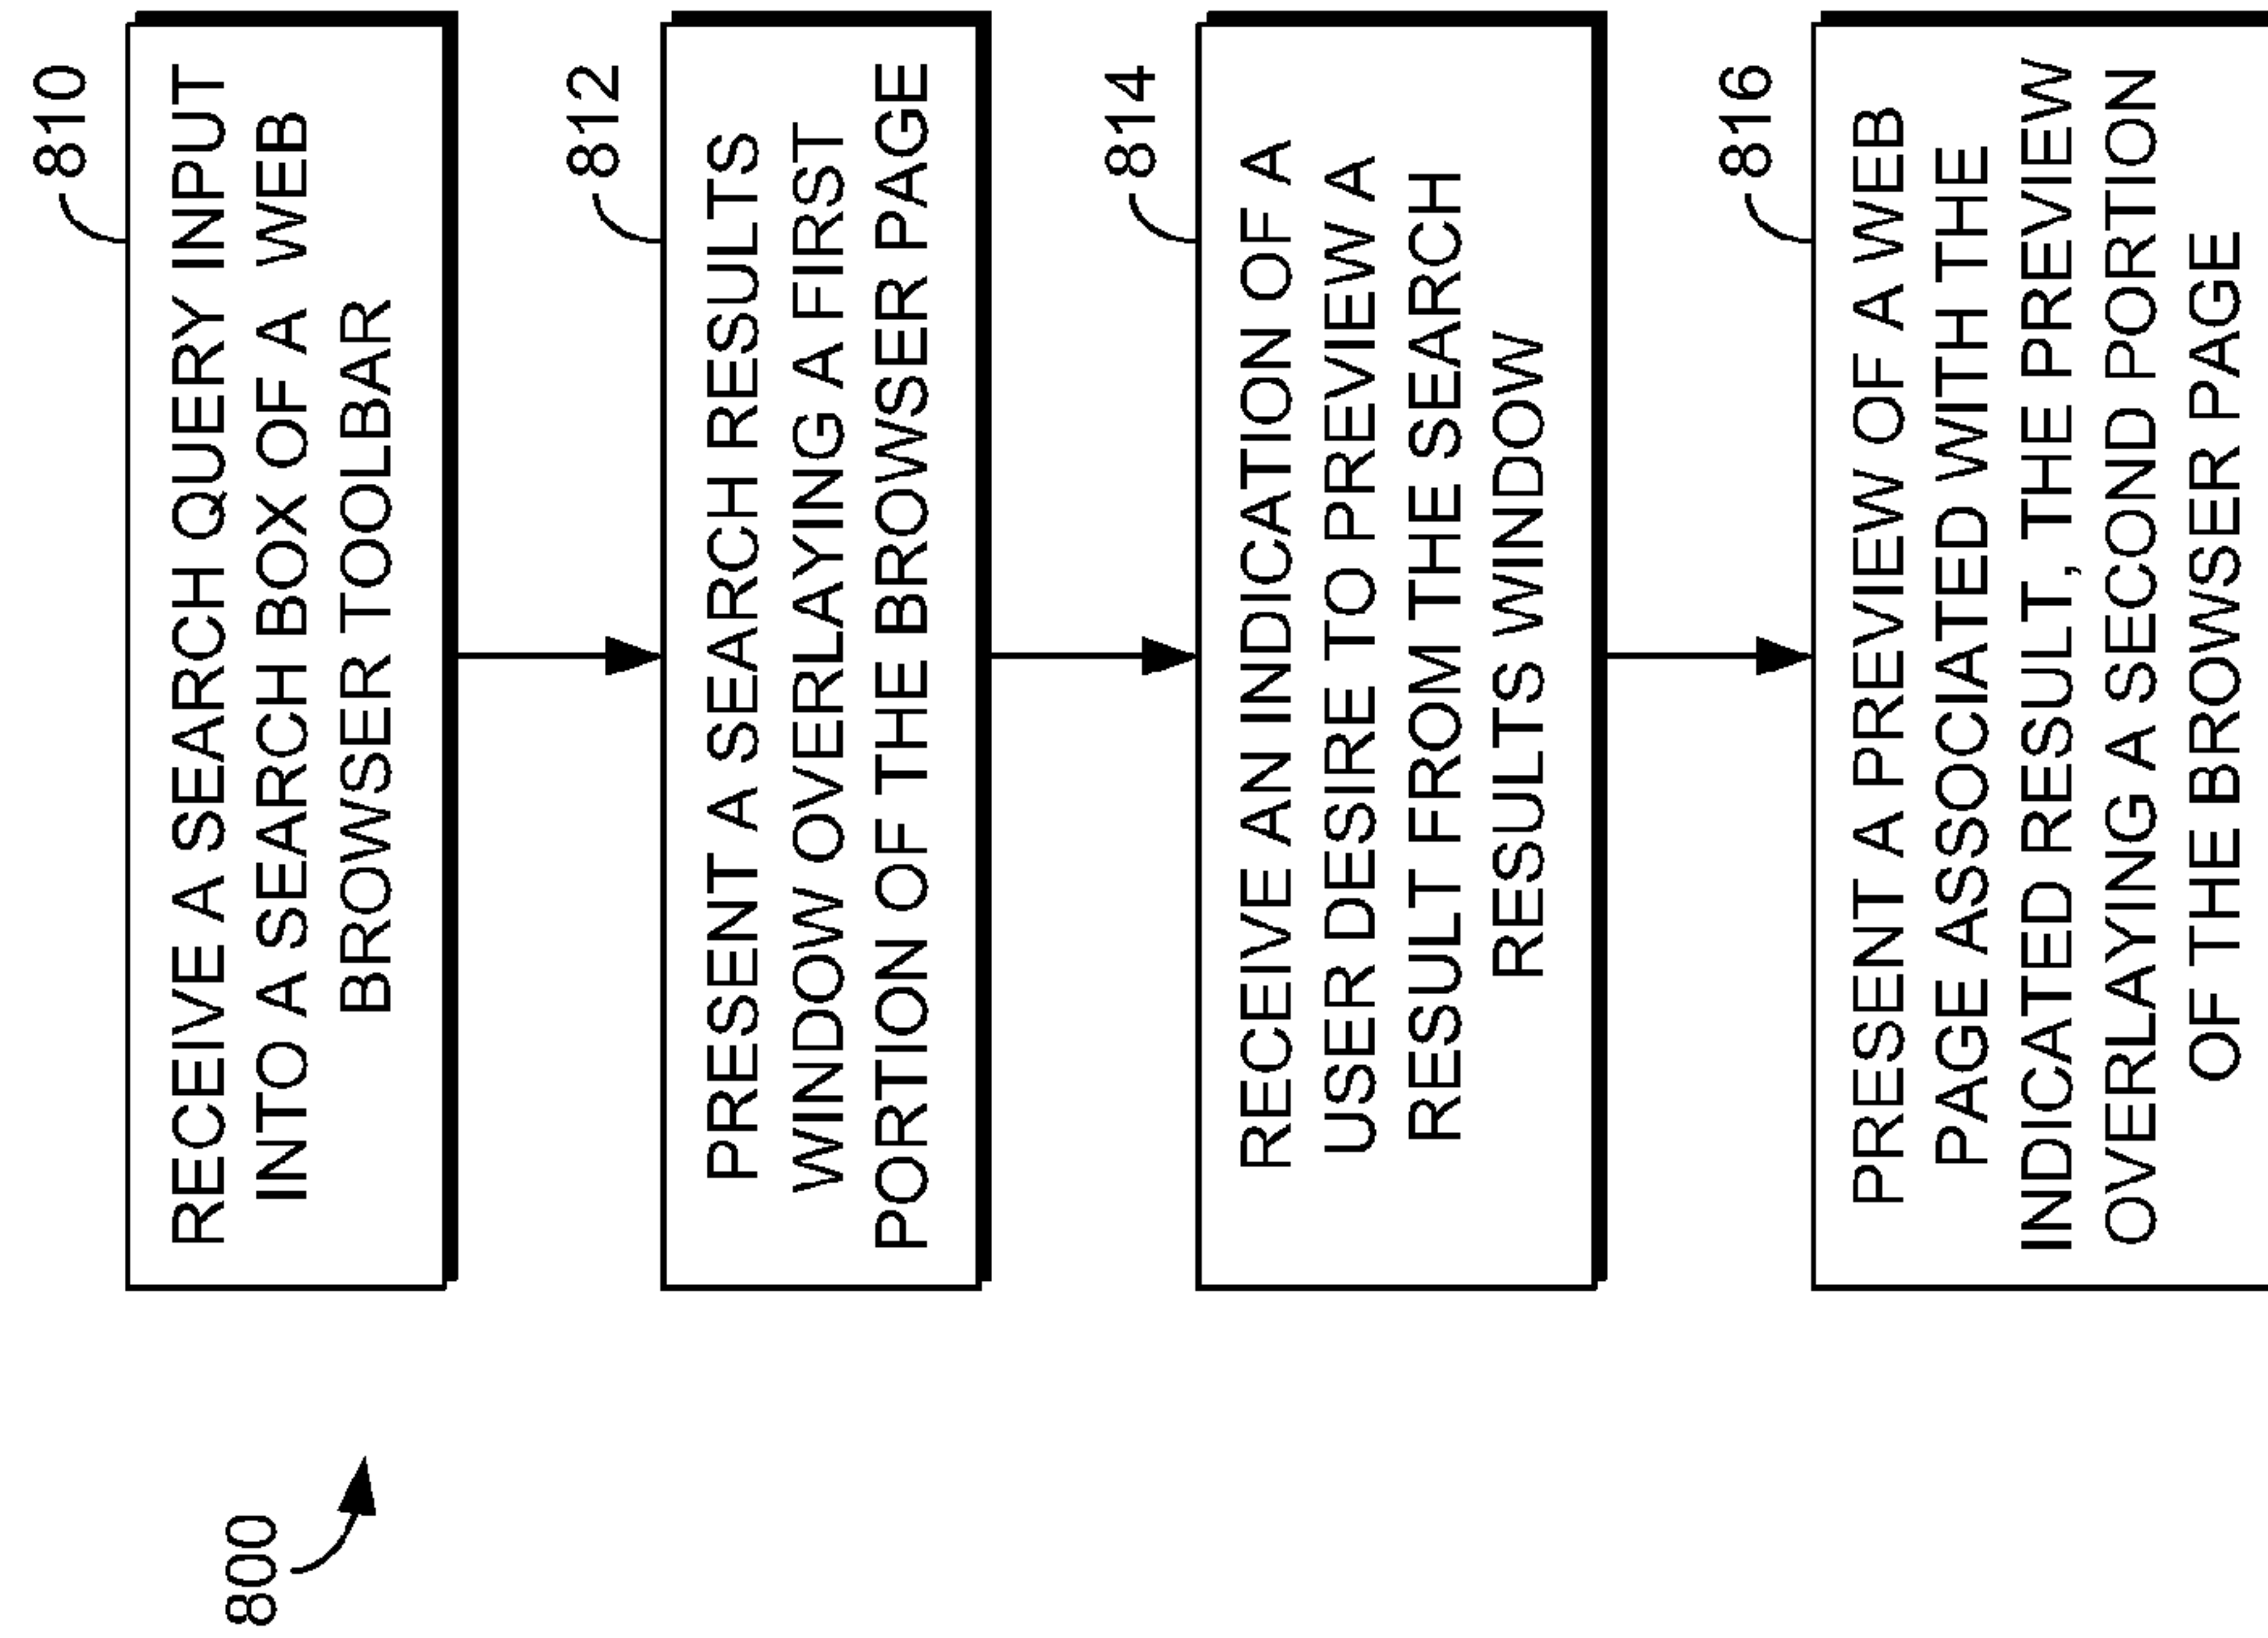 800
810
RECEIVE A SEARCH QUERY INPUT
INTO A SEARCH BOX OF A WEB
BROWSER TOOLBAR
812
PRESENT A SEARCH RESULTS
WINDOW OVERLAYING A FIRST
PORTION OF THE BROWSER PAGE
814
RECEIVE AN INDICATION OF A
USER DESIRE TO PREVIEW A
RESULT FROM THE SEARCH
RESULTS WINDOW
816
PRESENT A PREVIEW OF A WEB
PAGE ASSOCIATED WITH THE
INDICATED RESULT, THE PREVIEW
OVERLAYING A SECOND PORTION
OF THE BROWSER PAGE